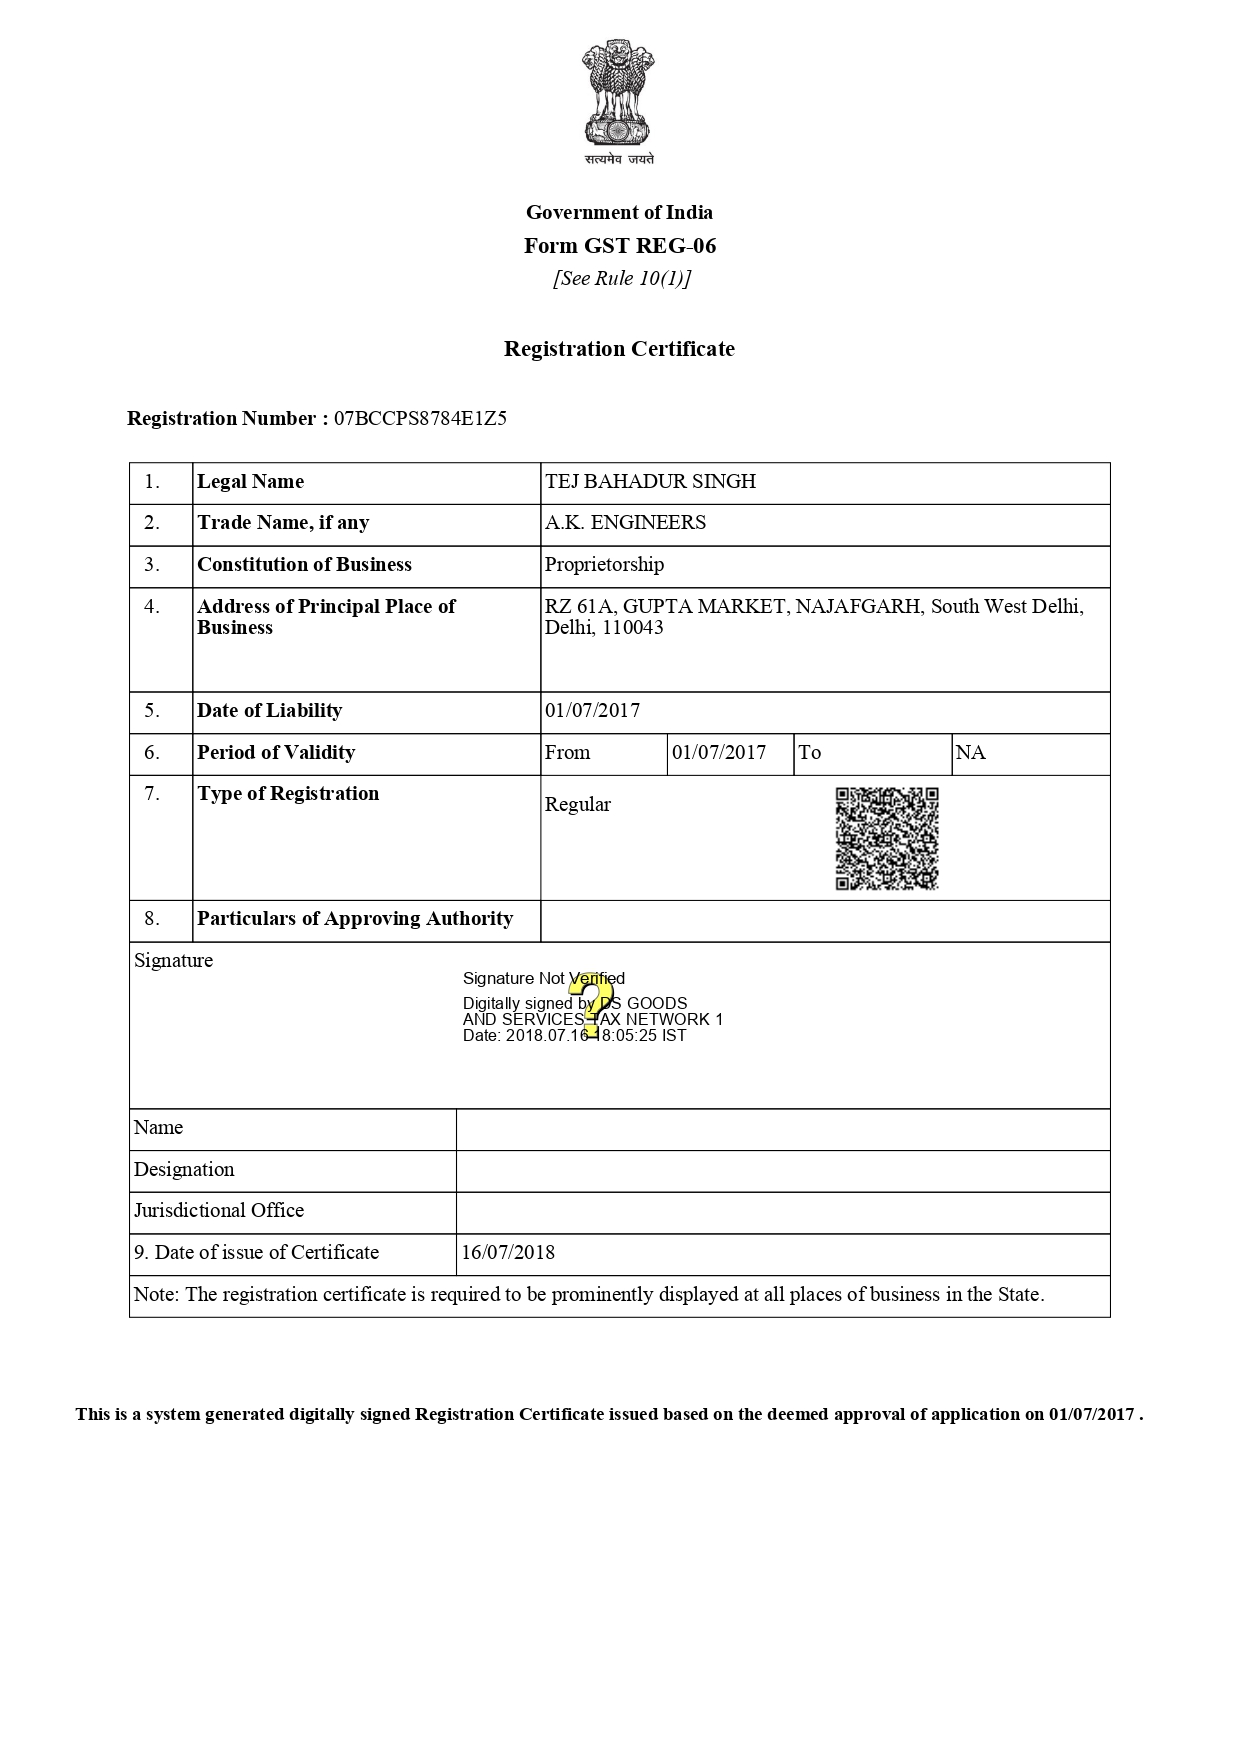 सत्यमेव जयते
Government of India
Form GST REG-06
[See Rule 10(1)]
Registration Certificate
Registration Number : 07BCCPS8784E1Z5
1. Legal Name TEJ BAHADUR SINGH
2. Trade Name, if any A.K. ENGINEERS
3. Constitution of Business Proprietorship
4. Address of Principal Place of Business RZ 61A, GUPTA MARKET, NAJAFGARH, South West Delhi,
Delhi, 110043
5. Date of Liability 01/07/2017
6. Period of Validity From 01/07/2017 To NA
7. Type of Registration Regular
8. Particulars of Approving Authority
Signature
Signature Not Verified
Digitally signed by DS GOODS
AND SERVICES TAX NETWORK 1
Date: 2018.07.16 18:05:25 IST
Name
Designation
Jurisdictional Office
9. Date of issue of Certificate 16/07/2018
Note: The registration certificate is required to be prominently displayed at all places of business in the State.
This is a system generated digitally signed Registration Certificate issued based on the deemed approval of application on 01/07/2017 .